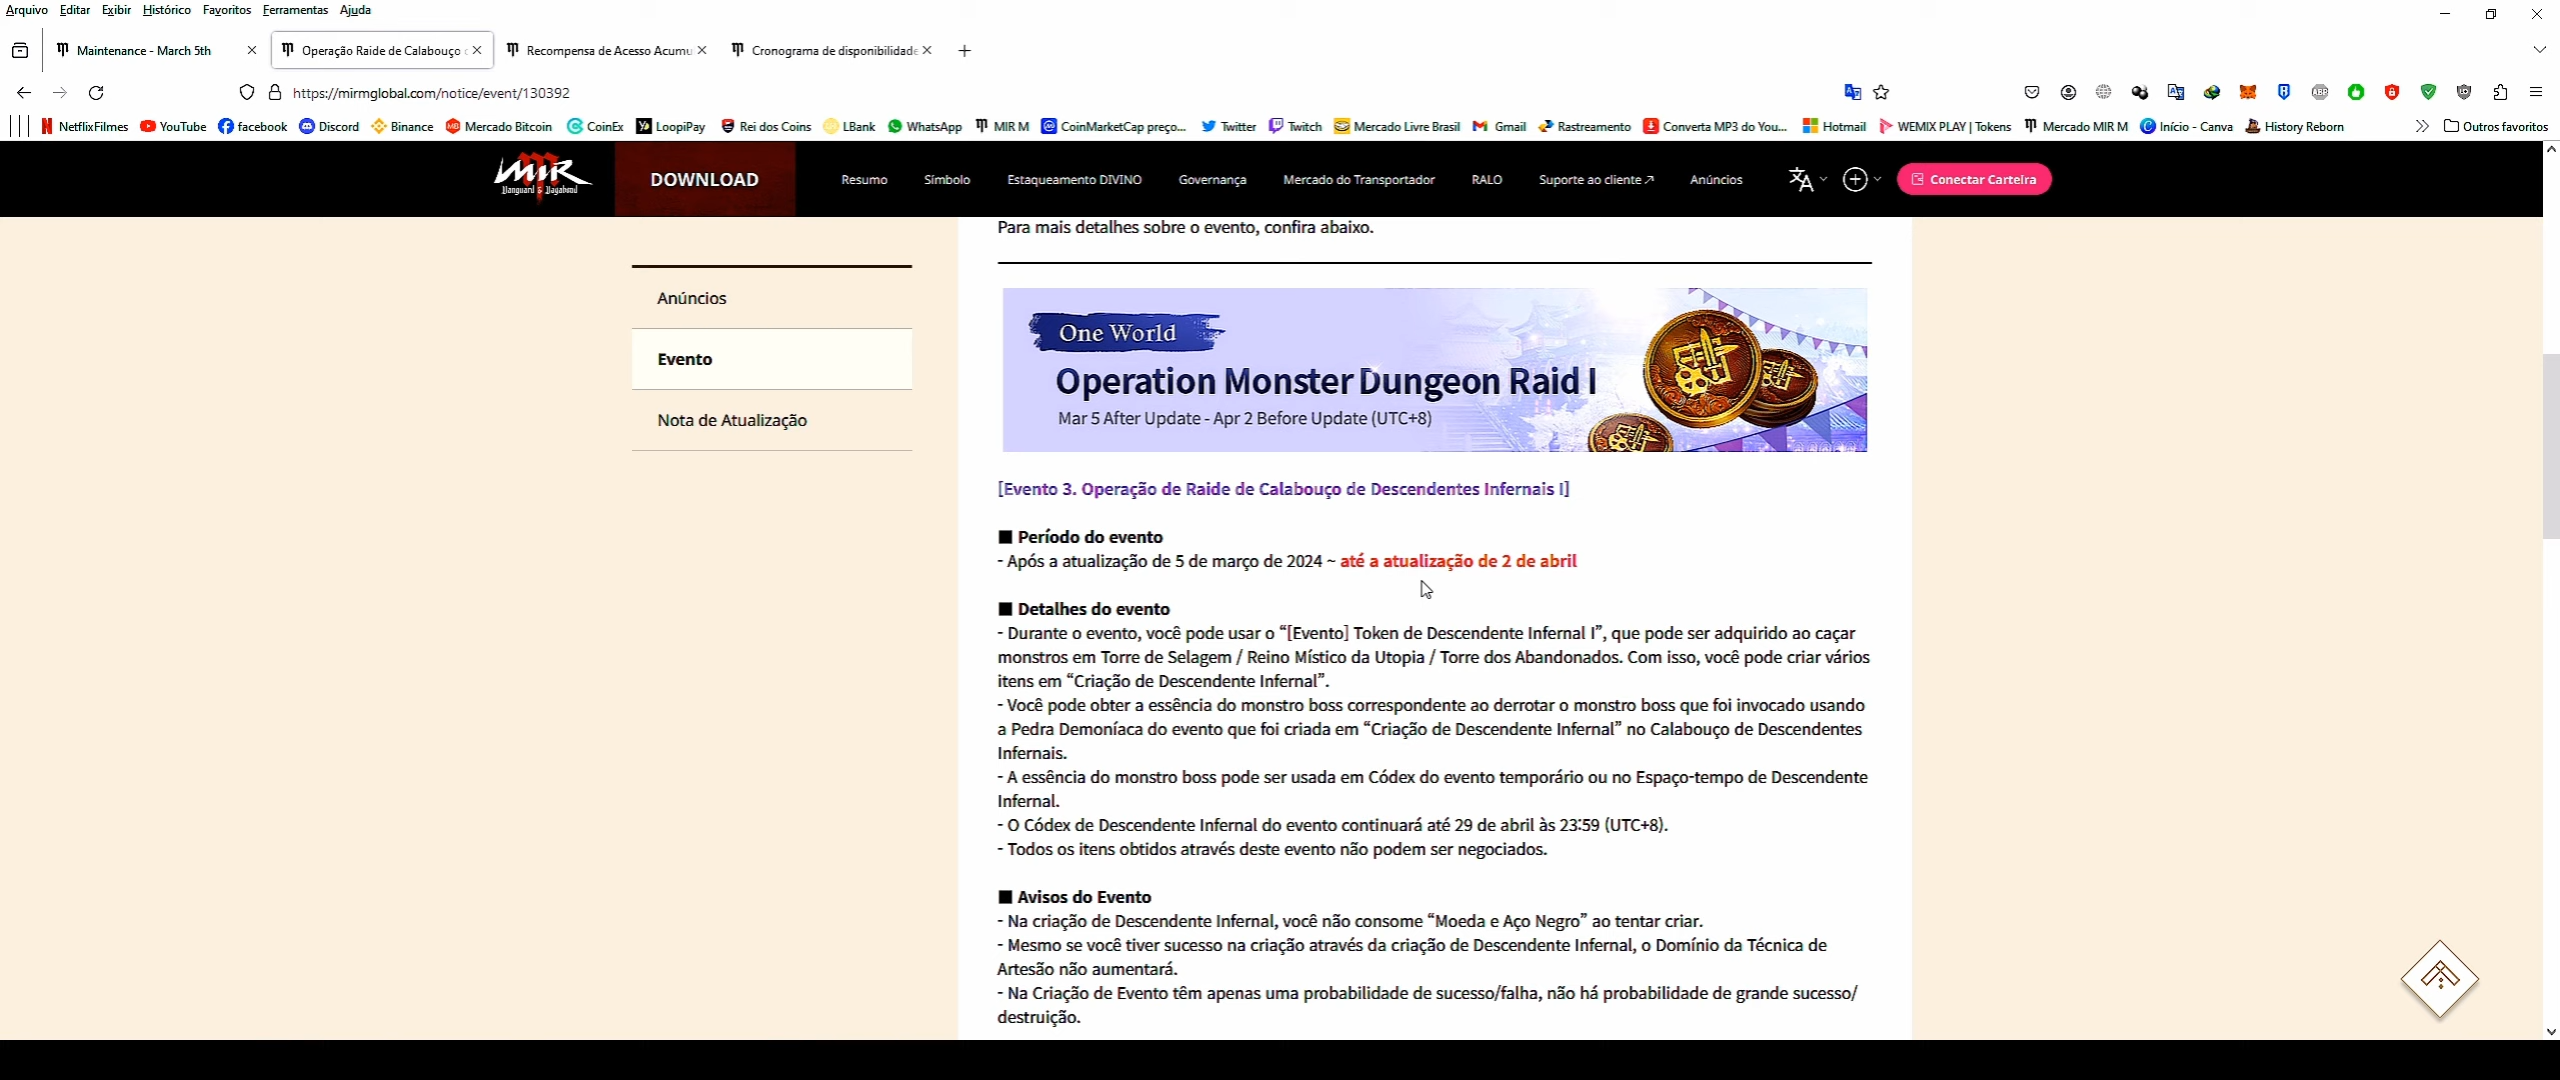 Arquivo Editar Exibir Histórico Favoritos Ferramentas Ajuda
Maintenance - March 5th
Operação Raide de Calabouço
Recompensa de Acesso Acumu
Cronograma de disponibilidade
https://mirmglobal.com/notice/event/130392
NetflixFilmes YouTube facebook Discord Binance Mercado Bitcoin CoinEx LoopiPay Rei dos Coins LBank WhatsApp MIR M CoinMarketCap preço... Twitter Twitch Mercado Livre Brasil Gmail Rastreamento Converta MP3 do You... Hotmail WEMIX PLAY | Tokens Mercado MIR M Início - Canva History Reborn Outros favoritos
MIR
Vanguard & Vagabond
DOWNLOAD
Resumo Símbolo Estaqueamento DIVINO Governança Mercado do Transportador RALO Suporte ao cliente Anúncios
Conectar Carteira
Para mais detalhes sobre o evento, confira abaixo.
Anúncios
Evento
Nota de Atualização
One World
Operation Monster Dungeon Raid I
Mar 5 After Update - Apr 2 Before Update (UTC+8)
[Evento 3. Operação de Raide de Calabouço de Descendentes Infernais I]
■ Período do evento
- Após a atualização de 5 de março de 2024 ~ até a atualização de 2 de abril
■ Detalhes do evento
- Durante o evento, você pode usar o “[Evento] Token de Descendente Infernal I”, que pode ser adquirido ao caçar
monstros em Torre de Selagem / Reino Místico da Utopia / Torre dos Abandonados. Com isso, você pode criar vários
itens em “Criação de Descendente Infernal”.
- Você pode obter a essência do monstro boss correspondente ao derrotar o monstro boss que foi invocado usando
a Pedra Demoníaca do evento que foi criada em “Criação de Descendente Infernal” no Calabouço de Descendentes
Infernais.
- A essência do monstro boss pode ser usada em Códex do evento temporário ou no Espaço-tempo de Descendente
Infernal.
- O Códex de Descendente Infernal do evento continuará até 29 de abril às 23:59 (UTC+8).
- Todos os itens obtidos através deste evento não podem ser negociados.
■ Avisos do Evento
- Na criação de Descendente Infernal, você não consome “Moeda e Aço Negro” ao tentar criar.
- Mesmo se você tiver sucesso na criação através da criação de Descendente Infernal, o Domínio da Técnica de
Artesão não aumentará.
- Na Criação de Evento têm apenas uma probabilidade de sucesso/falha, não há probabilidade de grande sucesso/
destruição.